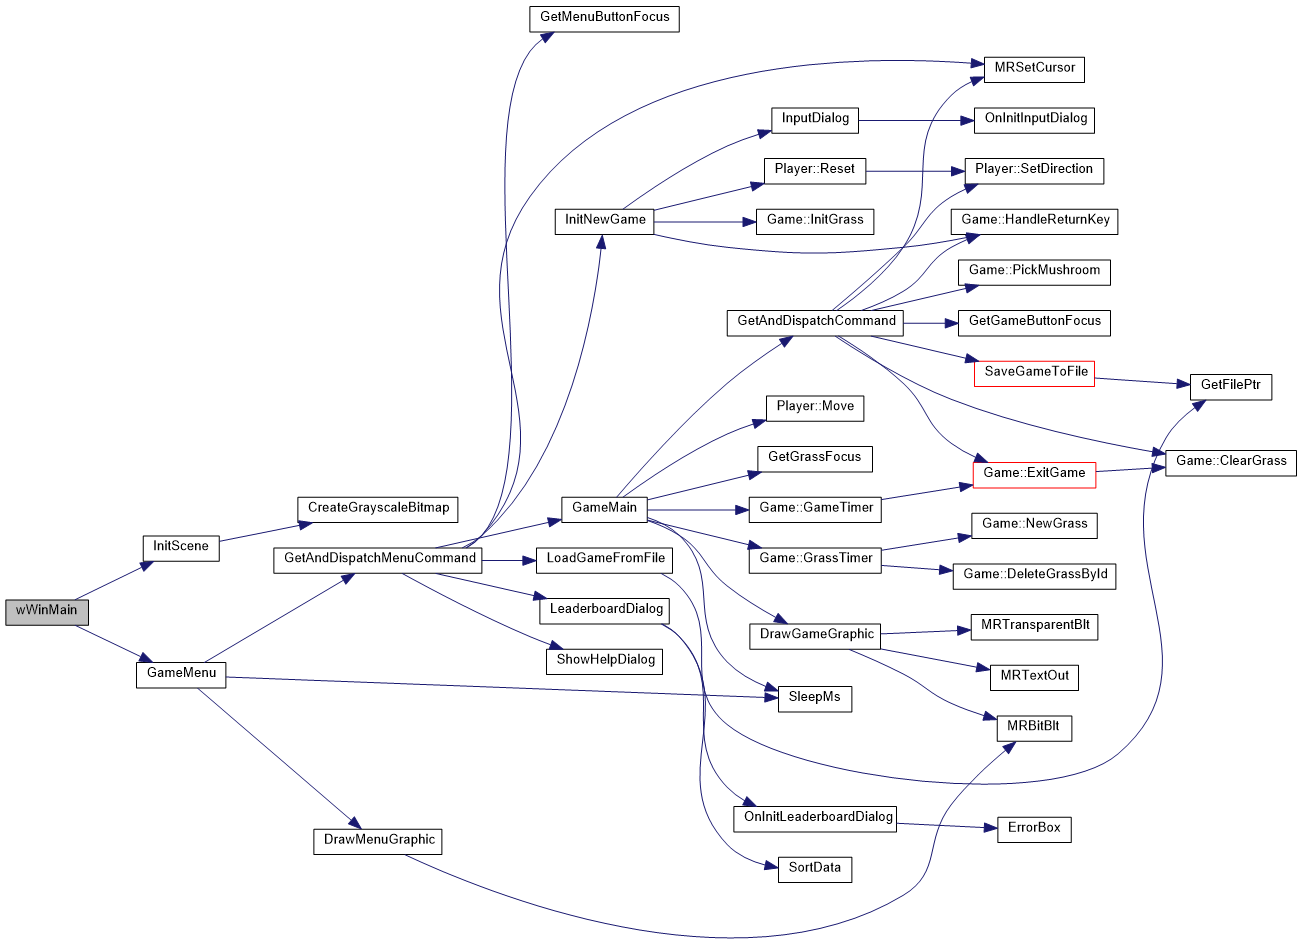 GetMenuButtonFocus
MRSetCursor
InputDialog
OnInitInputDialog
Player::Reset
Player::SetDirection
InitNewGame
Game::InitGrass
Game::HandleReturnKey
Game::PickMushroom
GetAndDispatchCommand
GetGameButtonFocus
SaveGameToFile
GetFilePtr
Player::Move
GetGrassFocus
Game::ClearGrass
Game::ExitGame
CreateGrayscaleBitmap
GameMain
Game::GameTimer
Game::NewGrass
InitScene
GetAndDispatchMenuCommand
LoadGameFromFile
Game::GrassTimer
Game::DeleteGrassById
wWinMain
LeaderboardDialog
DrawGameGraphic
MRTransparentBlt
ShowHelpDialog
GameMenu
MRTextOut
SleepMs
MRBitBlt
OnInitLeaderboardDialog
ErrorBox
DrawMenuGraphic
SortData